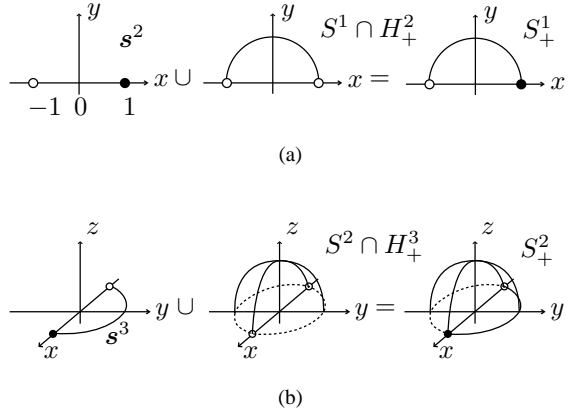 y s² y S¹ ∩ H²₊ y S¹₊
x ∪ x = x
−1 0 1
(a)
z z S² ∩ H³₊ z S²₊
y ∪ y = y
s³
x x x
(b)